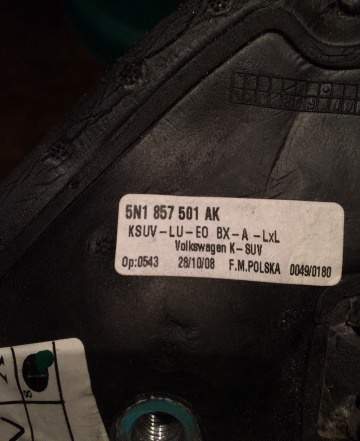 5N1 857 501 AK
KSUV-LU-EO BX-A -LxL
Volkswagen K-SUV
Op:0543 28/10/08 F.M.POLSKA 0049/0180